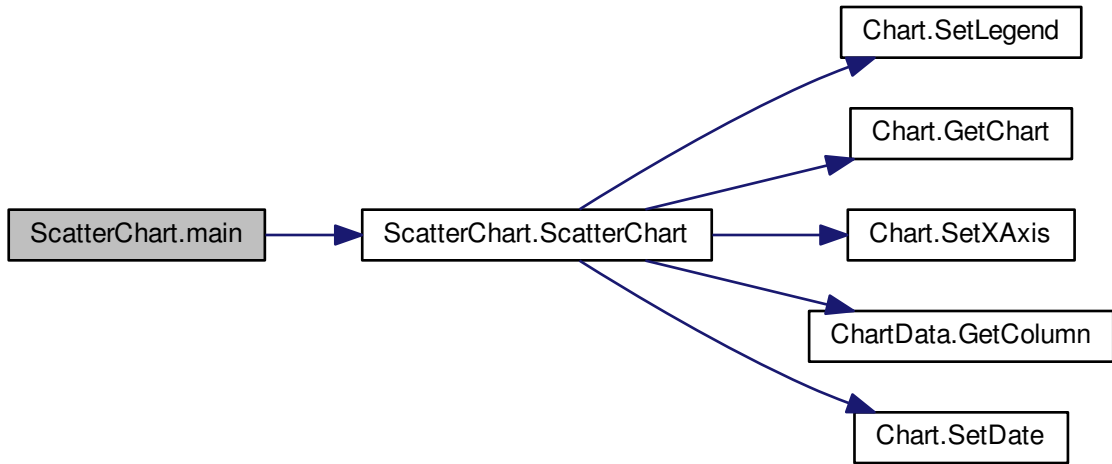 Chart.SetLegend
Chart.GetChart
ScatterChart.main
ScatterChart.ScatterChart
Chart.SetXAxis
ChartData.GetColumn
Chart.SetDate